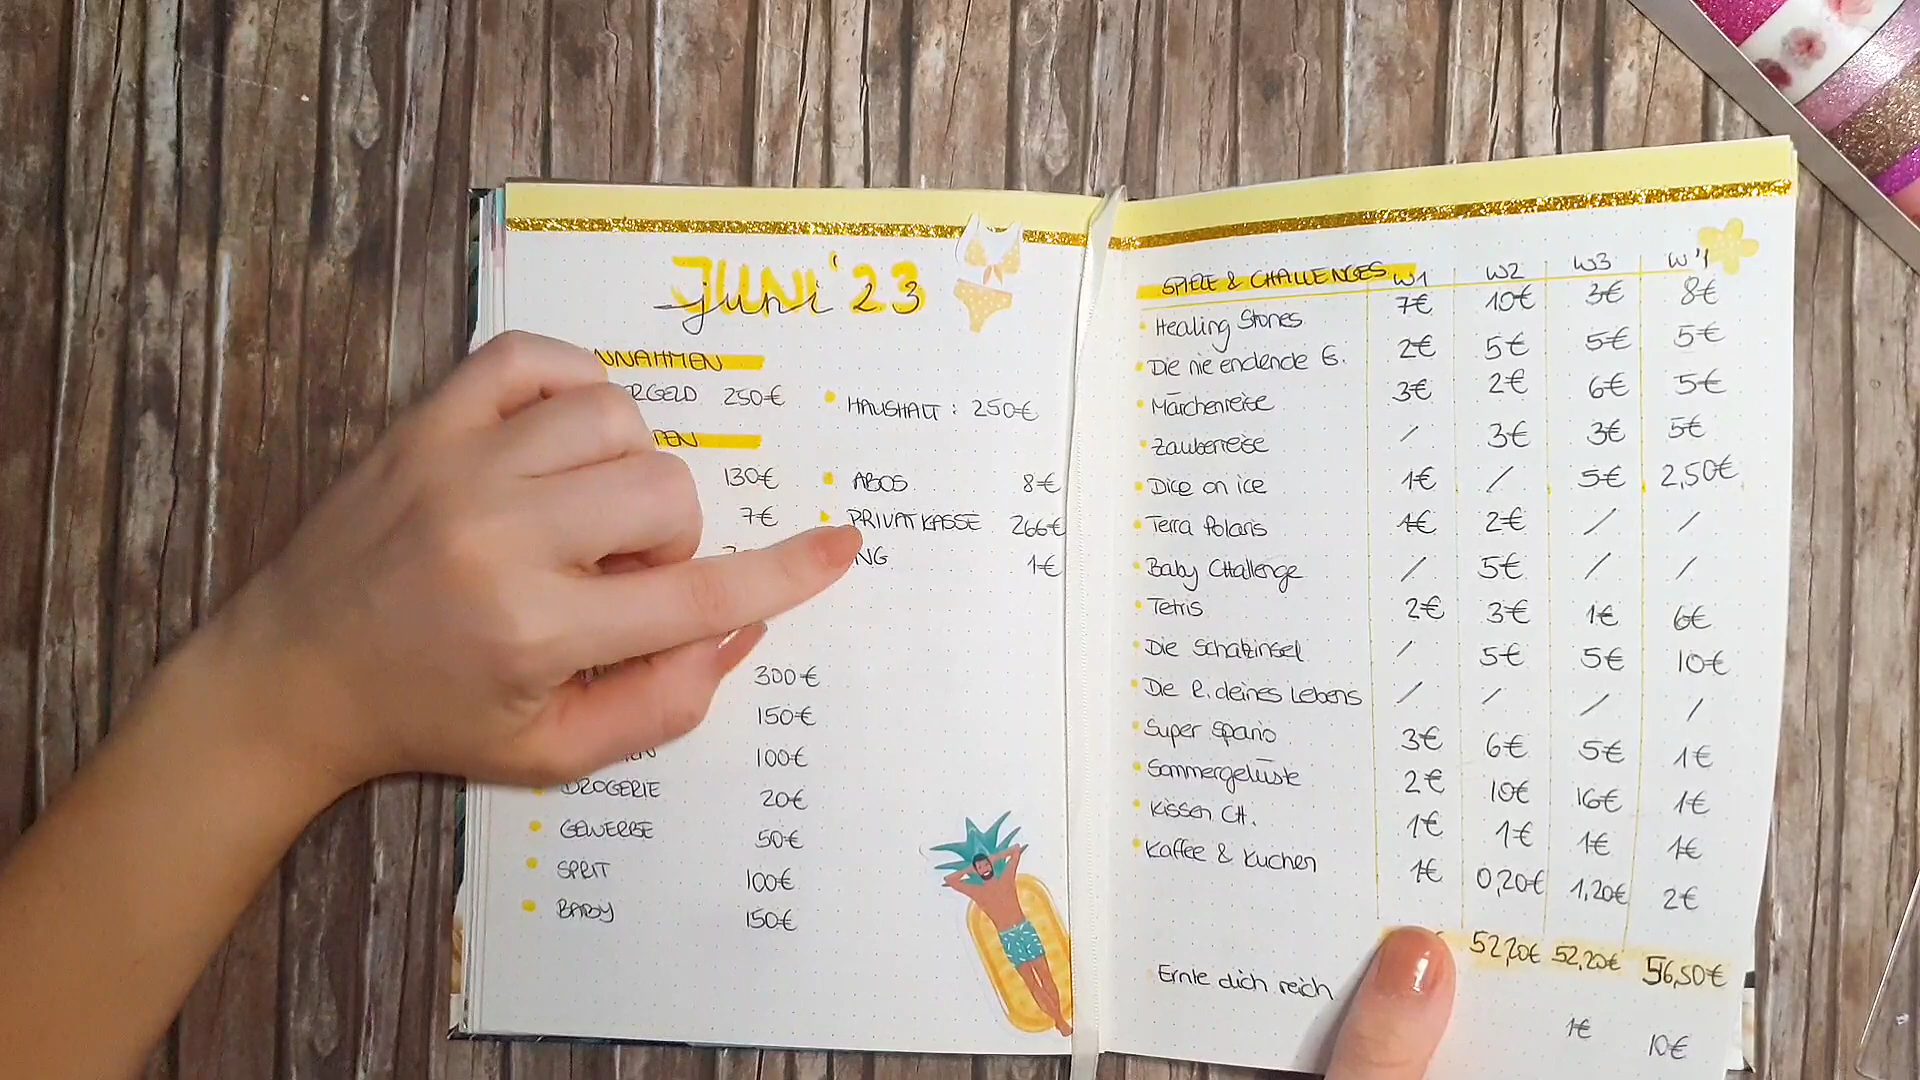 JUNI '23
juni
NNAHMEN
RGELD 250€
HAUSHALT: 250€
TEN
130€
ABOS 8€
7€
PRIVATKASSE 266€
NG 1€
300€
150€
100€
DROGERIE 20€
GEWERBE 50€
SPRIT 100€
BABY 150€
SPIELE & CHALLENGES W1 W2 W3 W4
Healing Stones 7€ 10€ 3€ 8€
Die nie endende G. 2€ 5€ 5€ 5€
Märchenreise 3€ 2€ 6€ 5€
Zauberreise / 3€ 3€ 5€
Dice on ice 1€ / 5€ 2,50€
Terra Polaris 1€ 2€ / /
Baby Challenge / 5€ / /
Tetris 2€ 3€ 1€ 6€
Die Schatzinsel / 5€ 5€ 10€
Die R. deines Lebens / / / /
Super Spario 3€ 6€ 5€ 1€
Sommergelüste 2€ 10€ 16€ 1€
Kissen CH. 1€ 1€ 1€ 1€
Kaffee & Kuchen 1€ 0,20€ 1,20€ 2€
52,20€ 52,20€ 56,50€
Ernte dich reich
1€ 10€